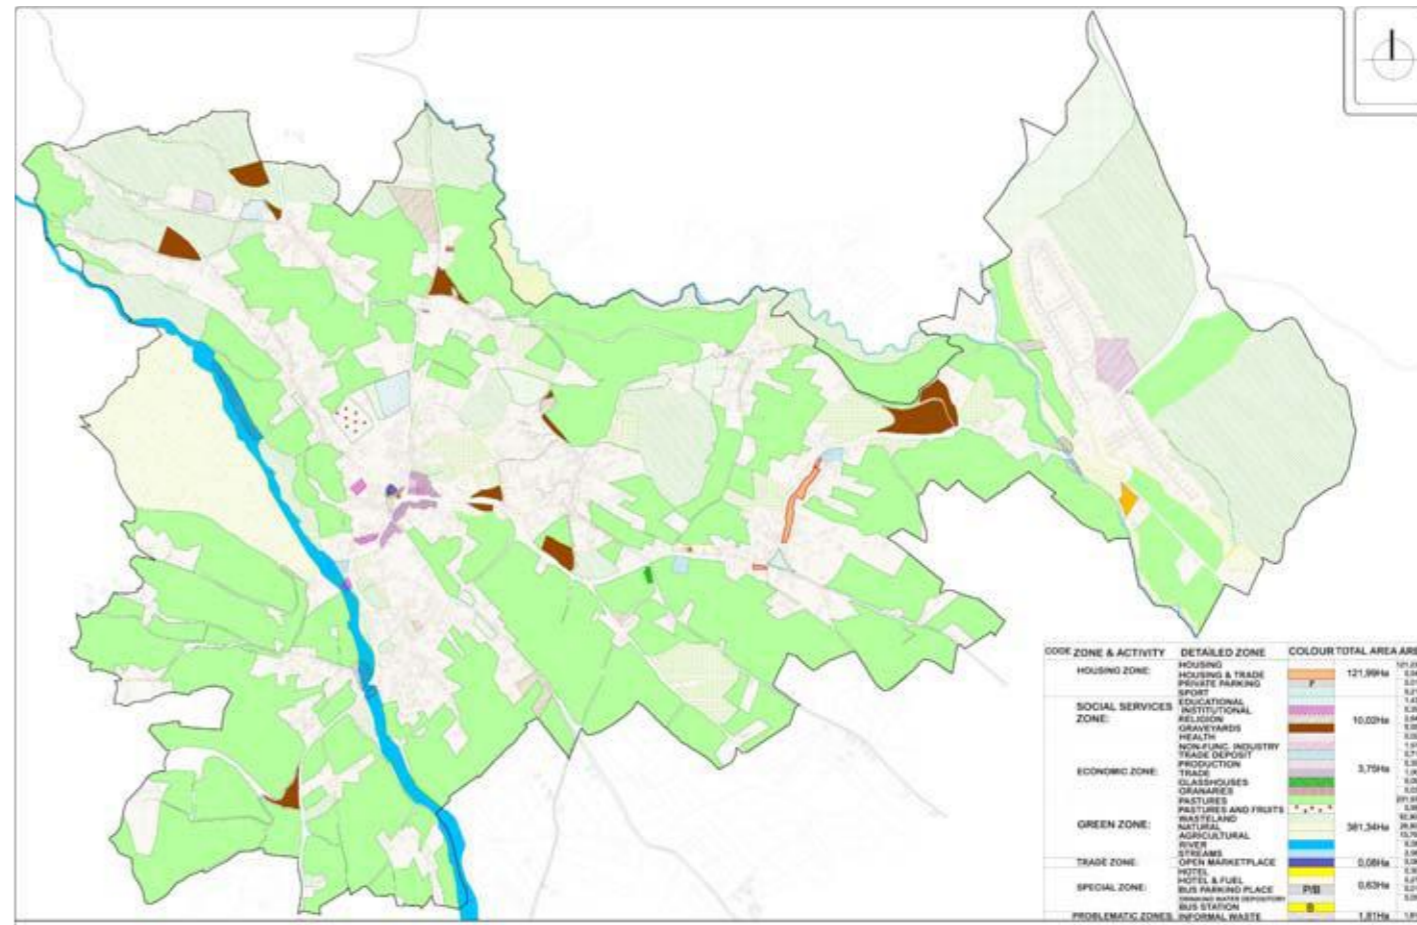 CODE ZONE & ACTIVITY DETAILED ZONE COLOUR TOTAL AREA ARE
HOUSING ZONE: HOUSING 121,99Ha
HOUSING & TRADE
PRIVATE PARKING P
SPORT
SOCIAL SERVICES ZONE: EDUCATIONAL 10,02Ha
INSTITUTIONAL
RELIGION
GRAVEYARDS
HEALTH
ECONOMIC ZONE: NON-FUNC. INDUSTRY 3,75Ha
TRADE DEPOSIT
PRODUCTION
TRADE
GLASSHOUSES
GRANARIES
GREEN ZONE: PASTURES 381,34Ha
PASTURES AND FRUITS
WASTELAND
NATURAL
AGRICULTURAL
RIVER
STREAMS
TRADE ZONE: OPEN MARKETPLACE 0,08Ha
SPECIAL ZONE: HOTEL 0,63Ha
HOTEL & FUEL
BUS PARKING PLACE P/B
DRINKING WATER DEPOSITORY
BUS STATION B
PROBLEMATIC ZONES: INFORMAL WASTE 1,81Ha